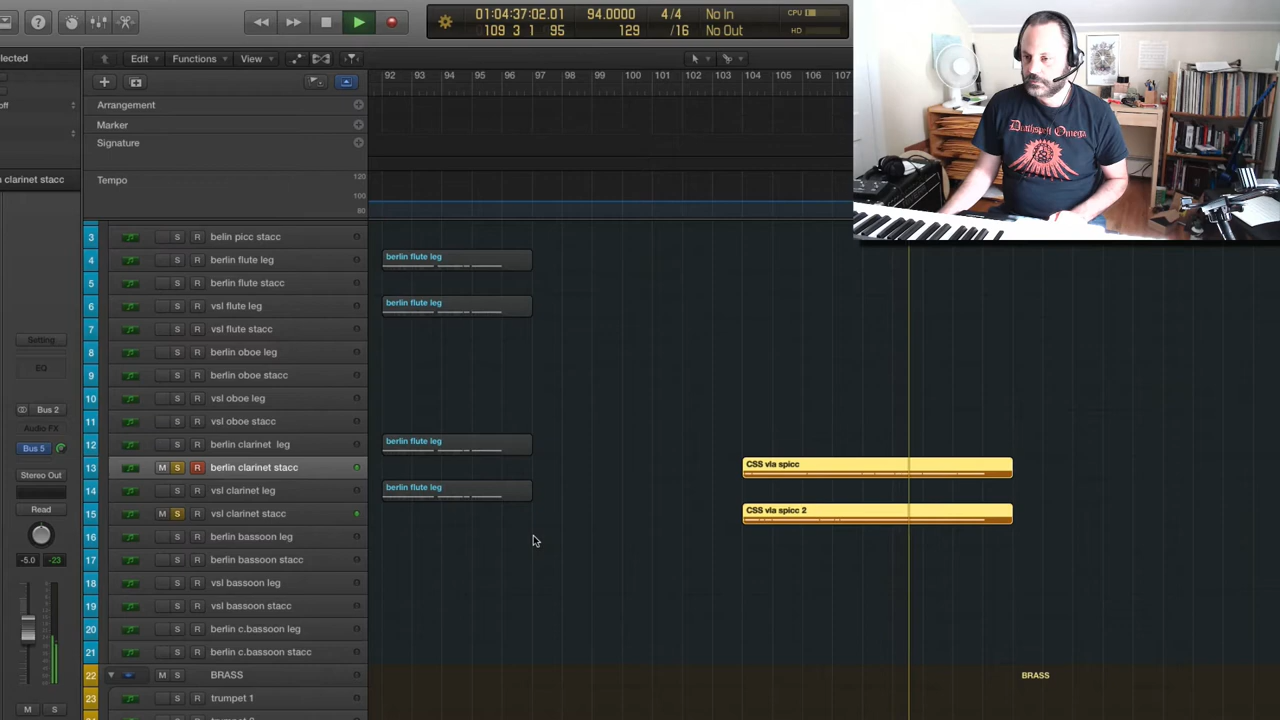 01:04:37:02.01 94.0000 4/4 No In CPU
109 3 1 95 129 /16 No Out HD
elected
Edit Functions View
92 93 94 95 96 97 98 99 100 101 102 103 104 105 106 107
off
Arrangement
Marker
Signature
clarinet stacc
Tempo
120
100
80
Deathspell Omega
3 S R belin picc stacc
4 S R berlin flute leg berlin flute leg
5 S R berlin flute stacc
6 S R vsl flute leg berlin flute leg
7 S R vsl flute stacc
Setting
8 S R berlin oboe leg
EQ
9 S R berlin oboe stacc
10 S R vsl oboe leg
Bus 2
11 S R vsl oboe stacc
Audio FX
Bus 5
12 S R berlin clarinet leg berlin flute leg
13 M S R berlin clarinet stacc CSS vla spicc
Stereo Out
14 S R vsl clarinet leg berlin flute leg
Read
15 M S R vsl clarinet stacc CSS vla spicc 2
16 S R berlin bassoon leg
17 S R berlin bassoon stacc
-5.0 -23
18 S R vsl bassoon leg
19 S R vsl bassoon stacc
20 S R berlin c.bassoon leg
21 S R berlin c.bassoon stacc
22 M S BRASS BRASS
23 S R trumpet 1
M S